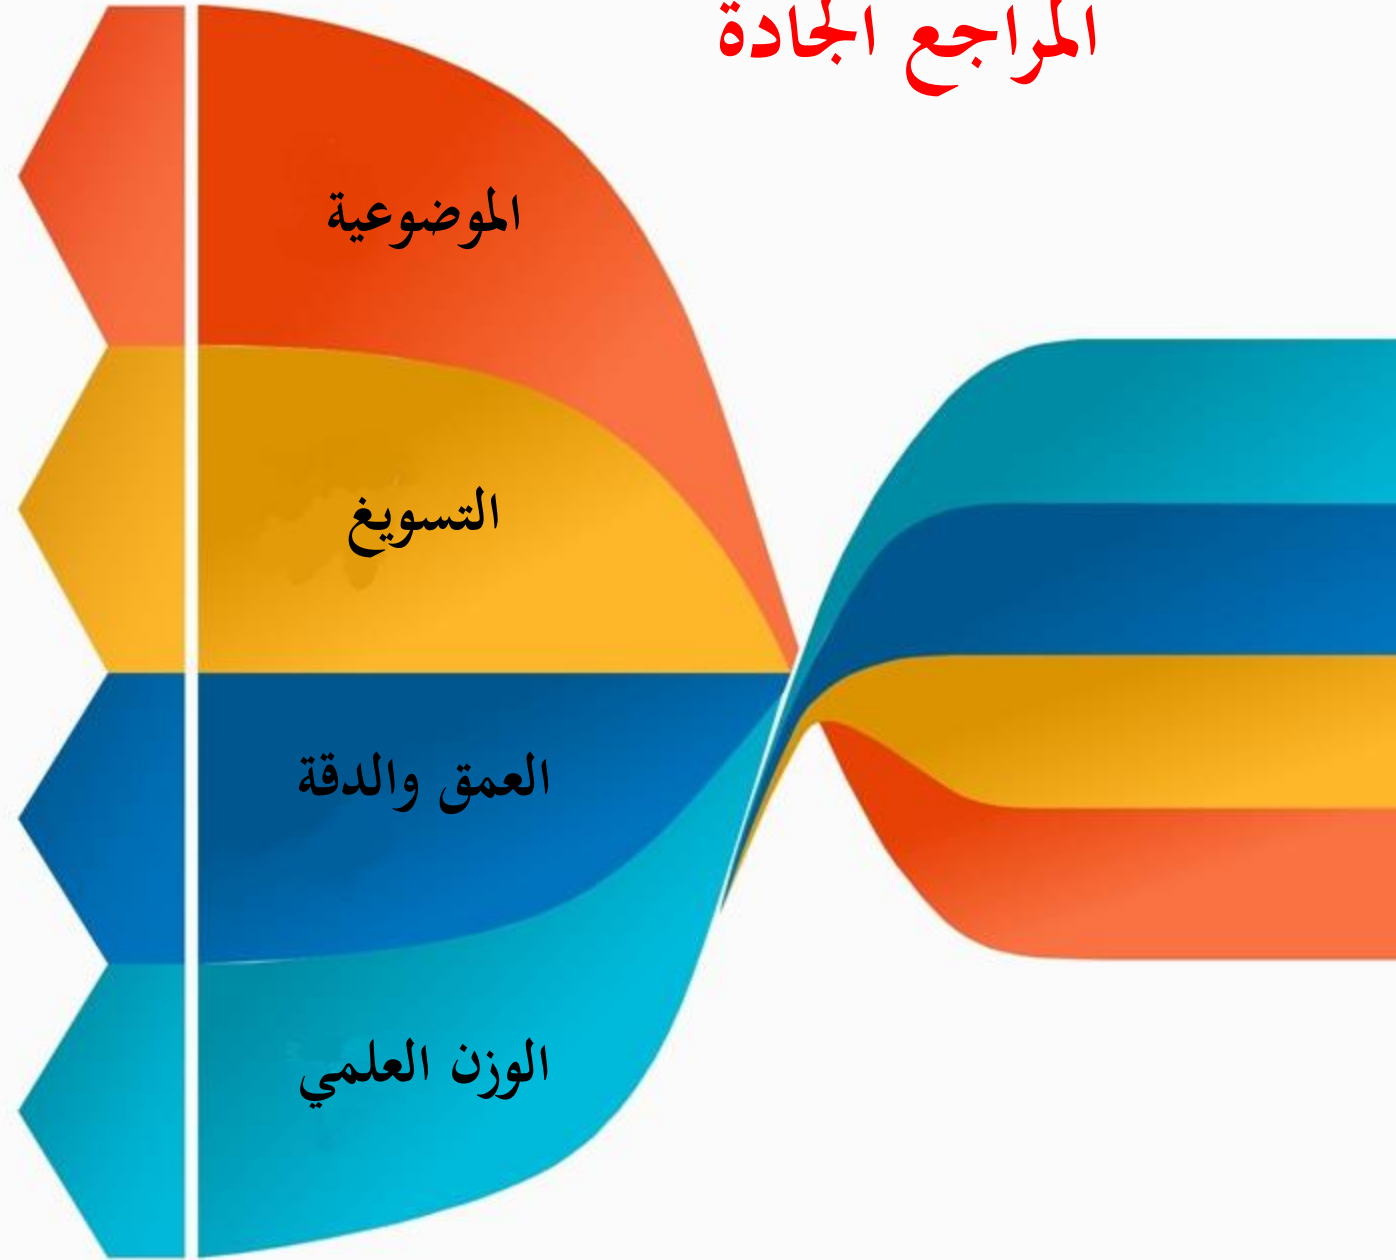 المراجع الجادة
الموضوعية
التسويغ
العمق والدقة
الوزن العلمي